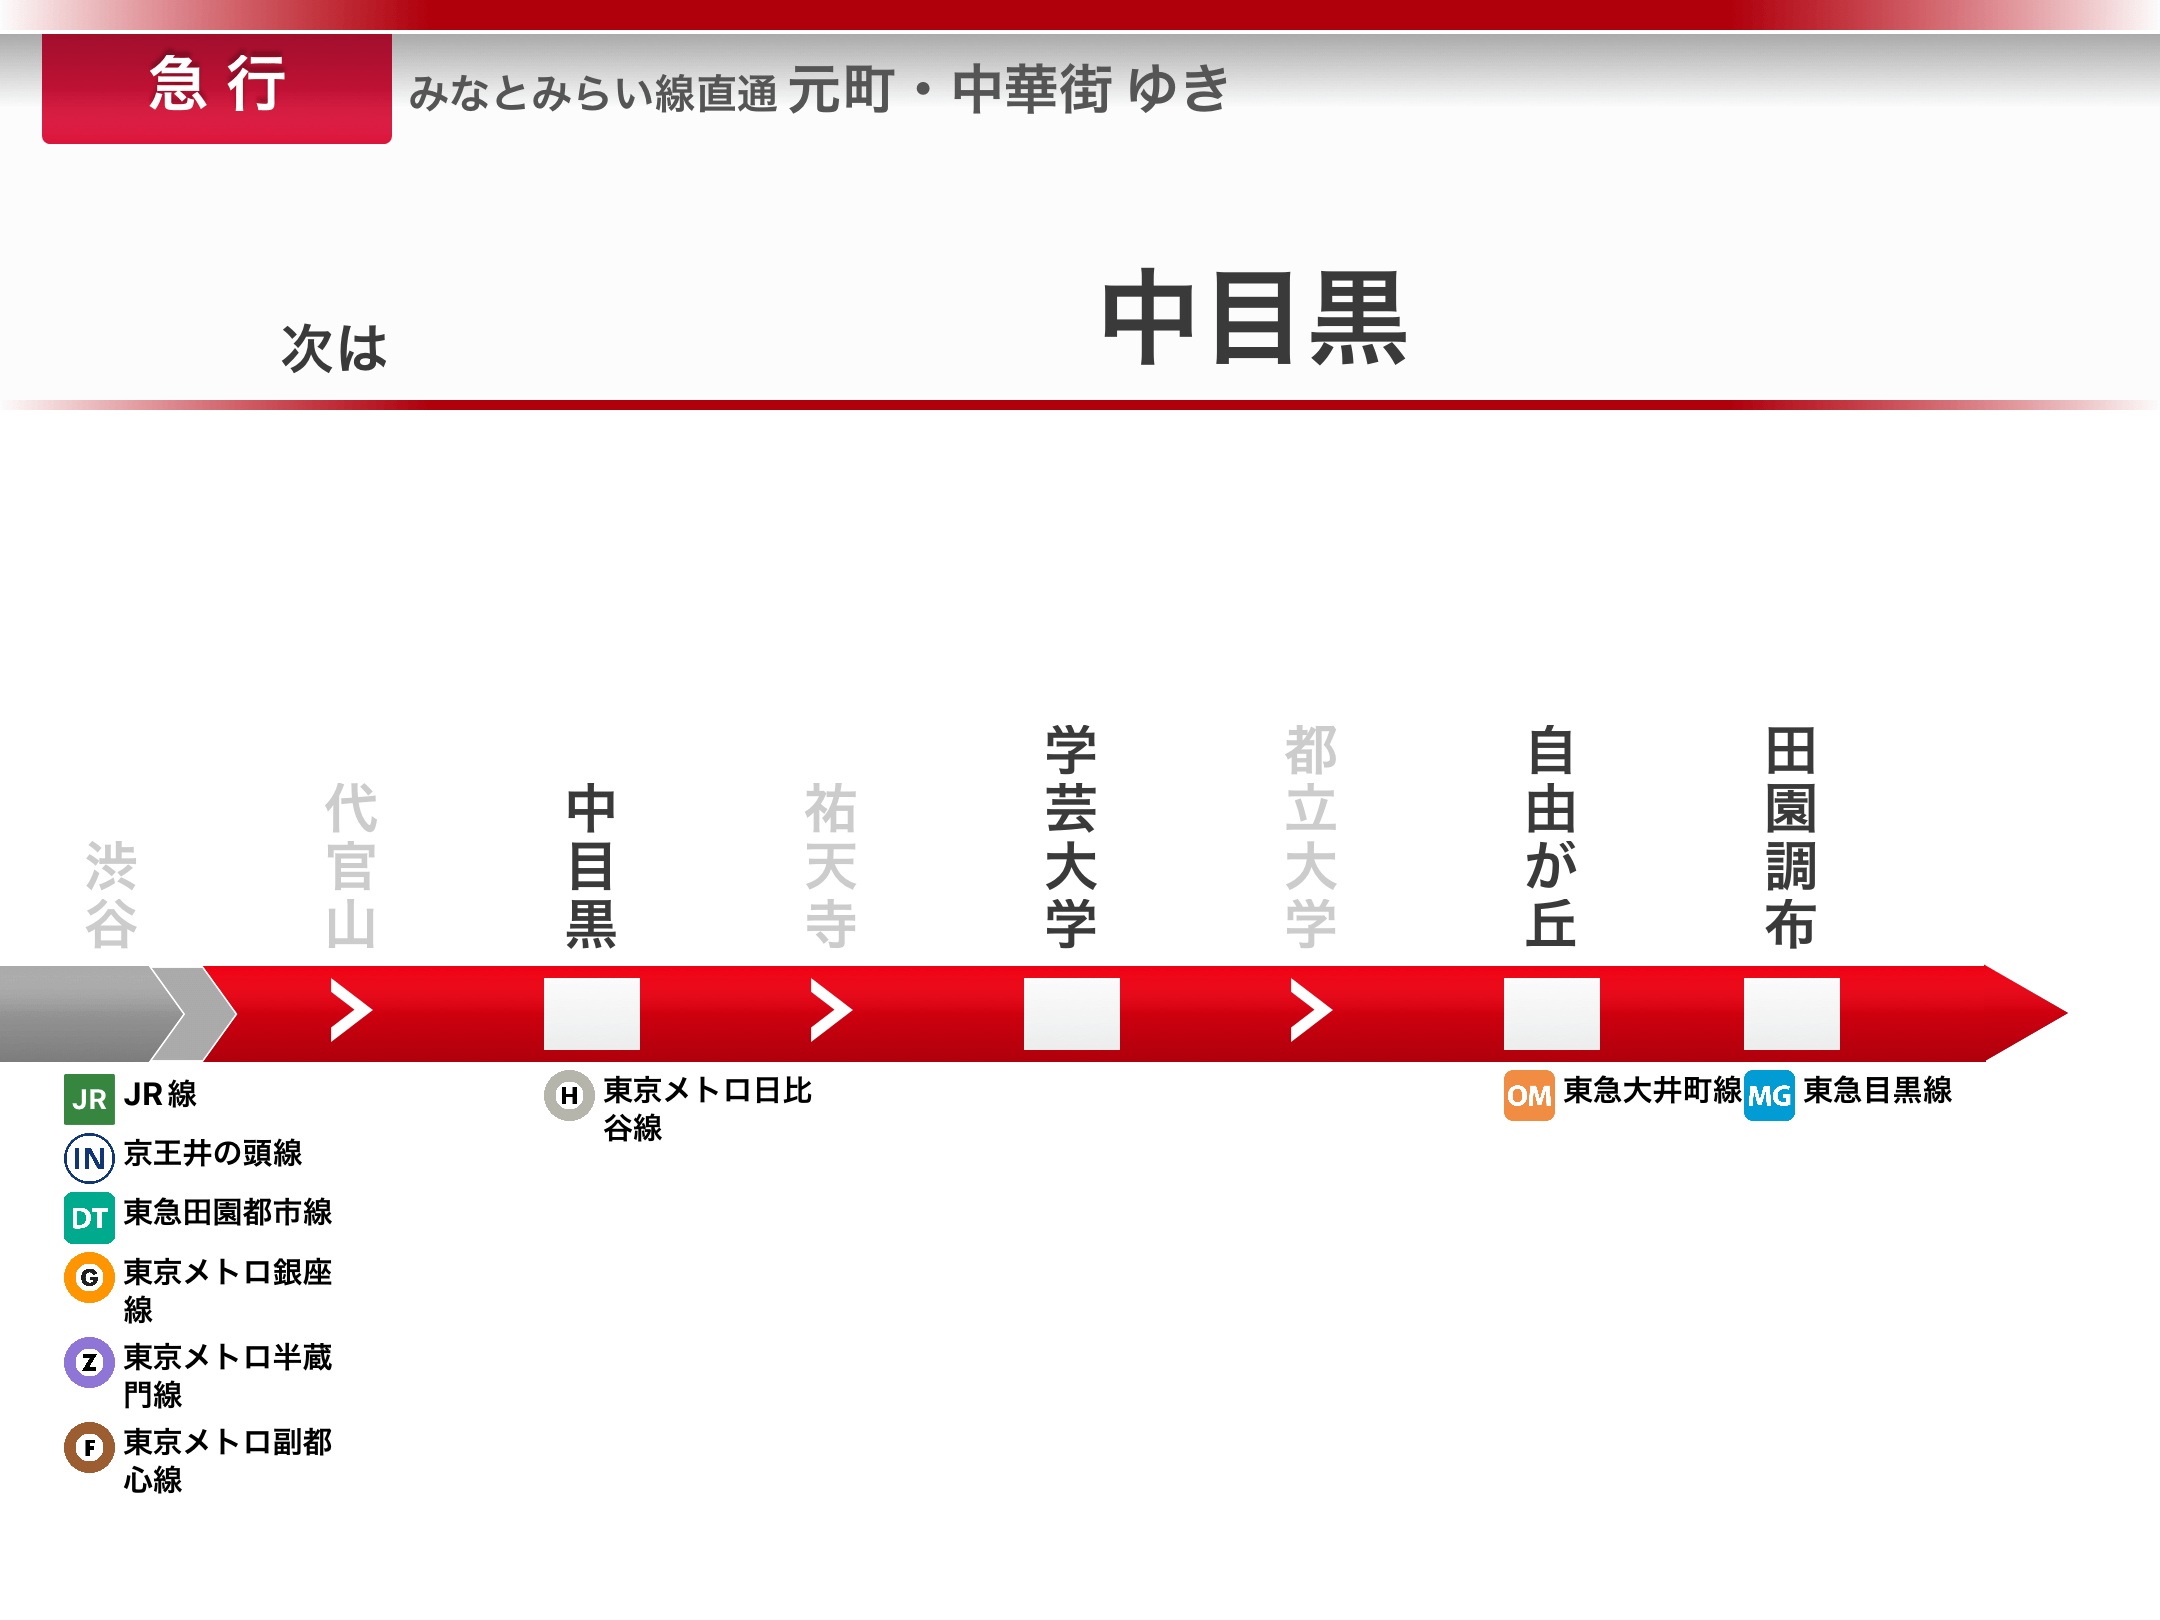 急行
みなとみらい線直通 元町・中華街 ゆき
次は
中目黒
渋谷
代官山
中目黒
祐天寺
学芸大学
都立大学
自由が丘
田園調布
JR JR線
IN 京王井の頭線
DT 東急田園都市線
G 東京メトロ銀座
線
Z 東京メトロ半蔵
門線
F 東京メトロ副都
心線
H 東京メトロ日比
谷線
OM 東急大井町線
MG 東急目黒線